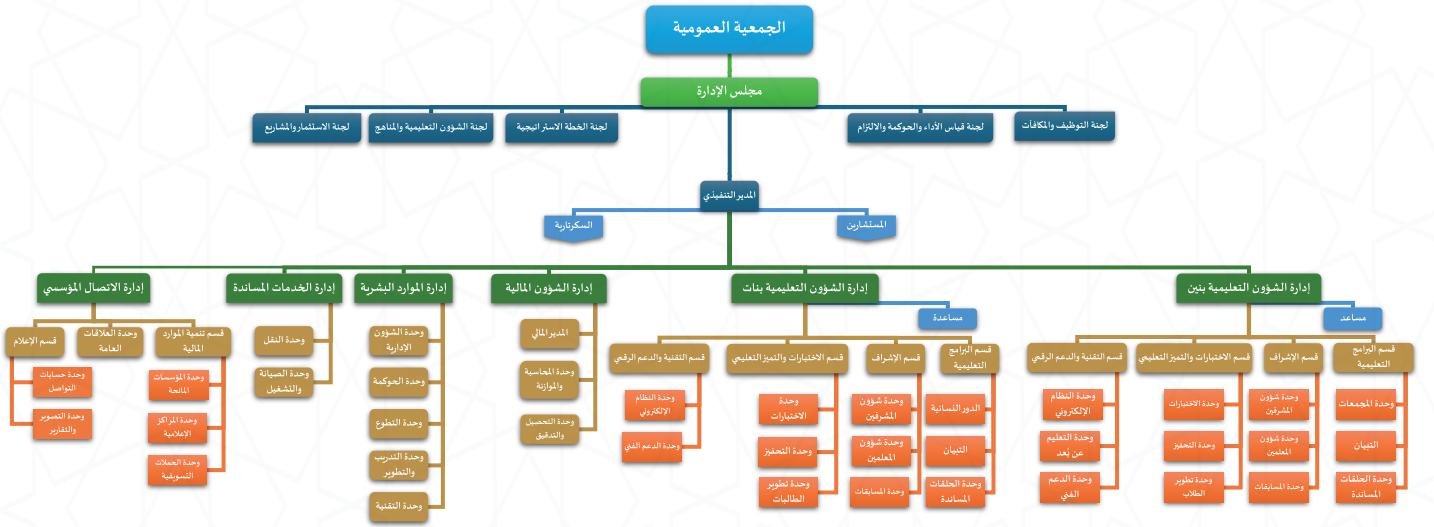 الجمعية العمومية
مجلس الإدارة
لجنة التوظيف والمكافآت
لجنة قياس الأداء والحوكمة والالتزام
لجنة الخطة الاستراتيجية
لجنة الشؤون التعليمية والمناهج
لجنة الاستثمار والمشاريع
المدير التنفيذي
المستشارين
السكرتارية
إدارة الشؤون التعليمية بنين
مساعد
قسم البرامج
التعليمية
وحدة المجمعات
التبيان
وحدة الحلقات
المساندة
قسم الإشراف
وحدة شؤون
المشرفين
وحدة شؤون
المعلمين
وحدة المسابقات
قسم الاختبارات والتميز التعليمي
وحدة الاختبارات
وحدة التحفيز
وحدة تطوير
الطلاب
قسم التقنية والدعم الرقمي
وحدة النظام
الإلكتروني
وحدة التعليم
عن بُعد
وحدة الدعم
الفني
إدارة الشؤون التعليمية بنات
مساعدة
قسم البرامج
التعليمية
الدور النسائية
التبيان
وحدة الحلقات
المساندة
قسم الإشراف
وحدة شؤون
المشرفين
وحدة شؤون
المعلمين
وحدة المسابقات
قسم الاختبارات والتميز التعليمي
وحدة
الاختبارات
وحدة التحفيز
وحدة تطوير
الطالبات
قسم التقنية والدعم الرقمي
وحدة النظام
الإلكتروني
وحدة الدعم الفني
إدارة الشؤون المالية
المدير المالي
وحدة المحاسبة
والموازنة
وحدة التحصيل
والتدقيق
إدارة الموارد البشرية
وحدة الشؤون
الإدارية
وحدة الحوكمة
وحدة التطوع
وحدة التدريب
والتطوير
وحدة التقنية
إدارة الخدمات المساندة
وحدة النقل
وحدة الصيانة
والتشغيل
إدارة الاتصال المؤسسي
قسم تنمية الموارد
المالية
وحدة المؤسسات
المانحة
وحدة المراكز
الإعلامية
وحدة الحملات
التسويقية
وحدة العلاقات
العامة
قسم الإعلام
وحدة حسابات
التواصل
وحدة التصوير
والتقارير